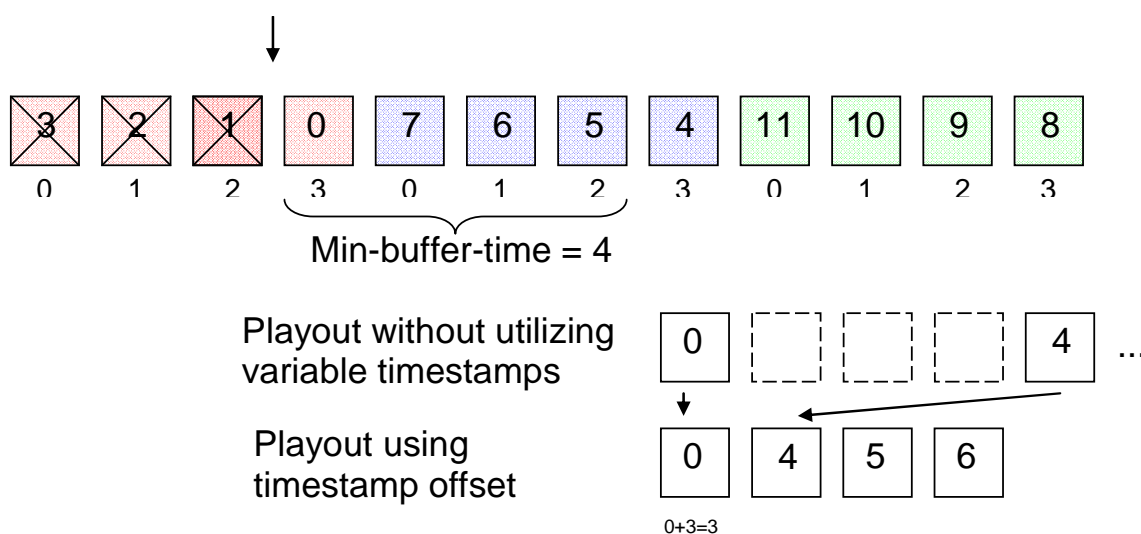 3 2 1 0 7 6 5 4 11 10 9 8
0 1 2 3 0 1 2 3 0 1 2 3
Min-buffer-time = 4
Playout without utilizing
variable timestamps
0 4 ...
Playout using
timestamp offset
0 4 5 6
0+3=3